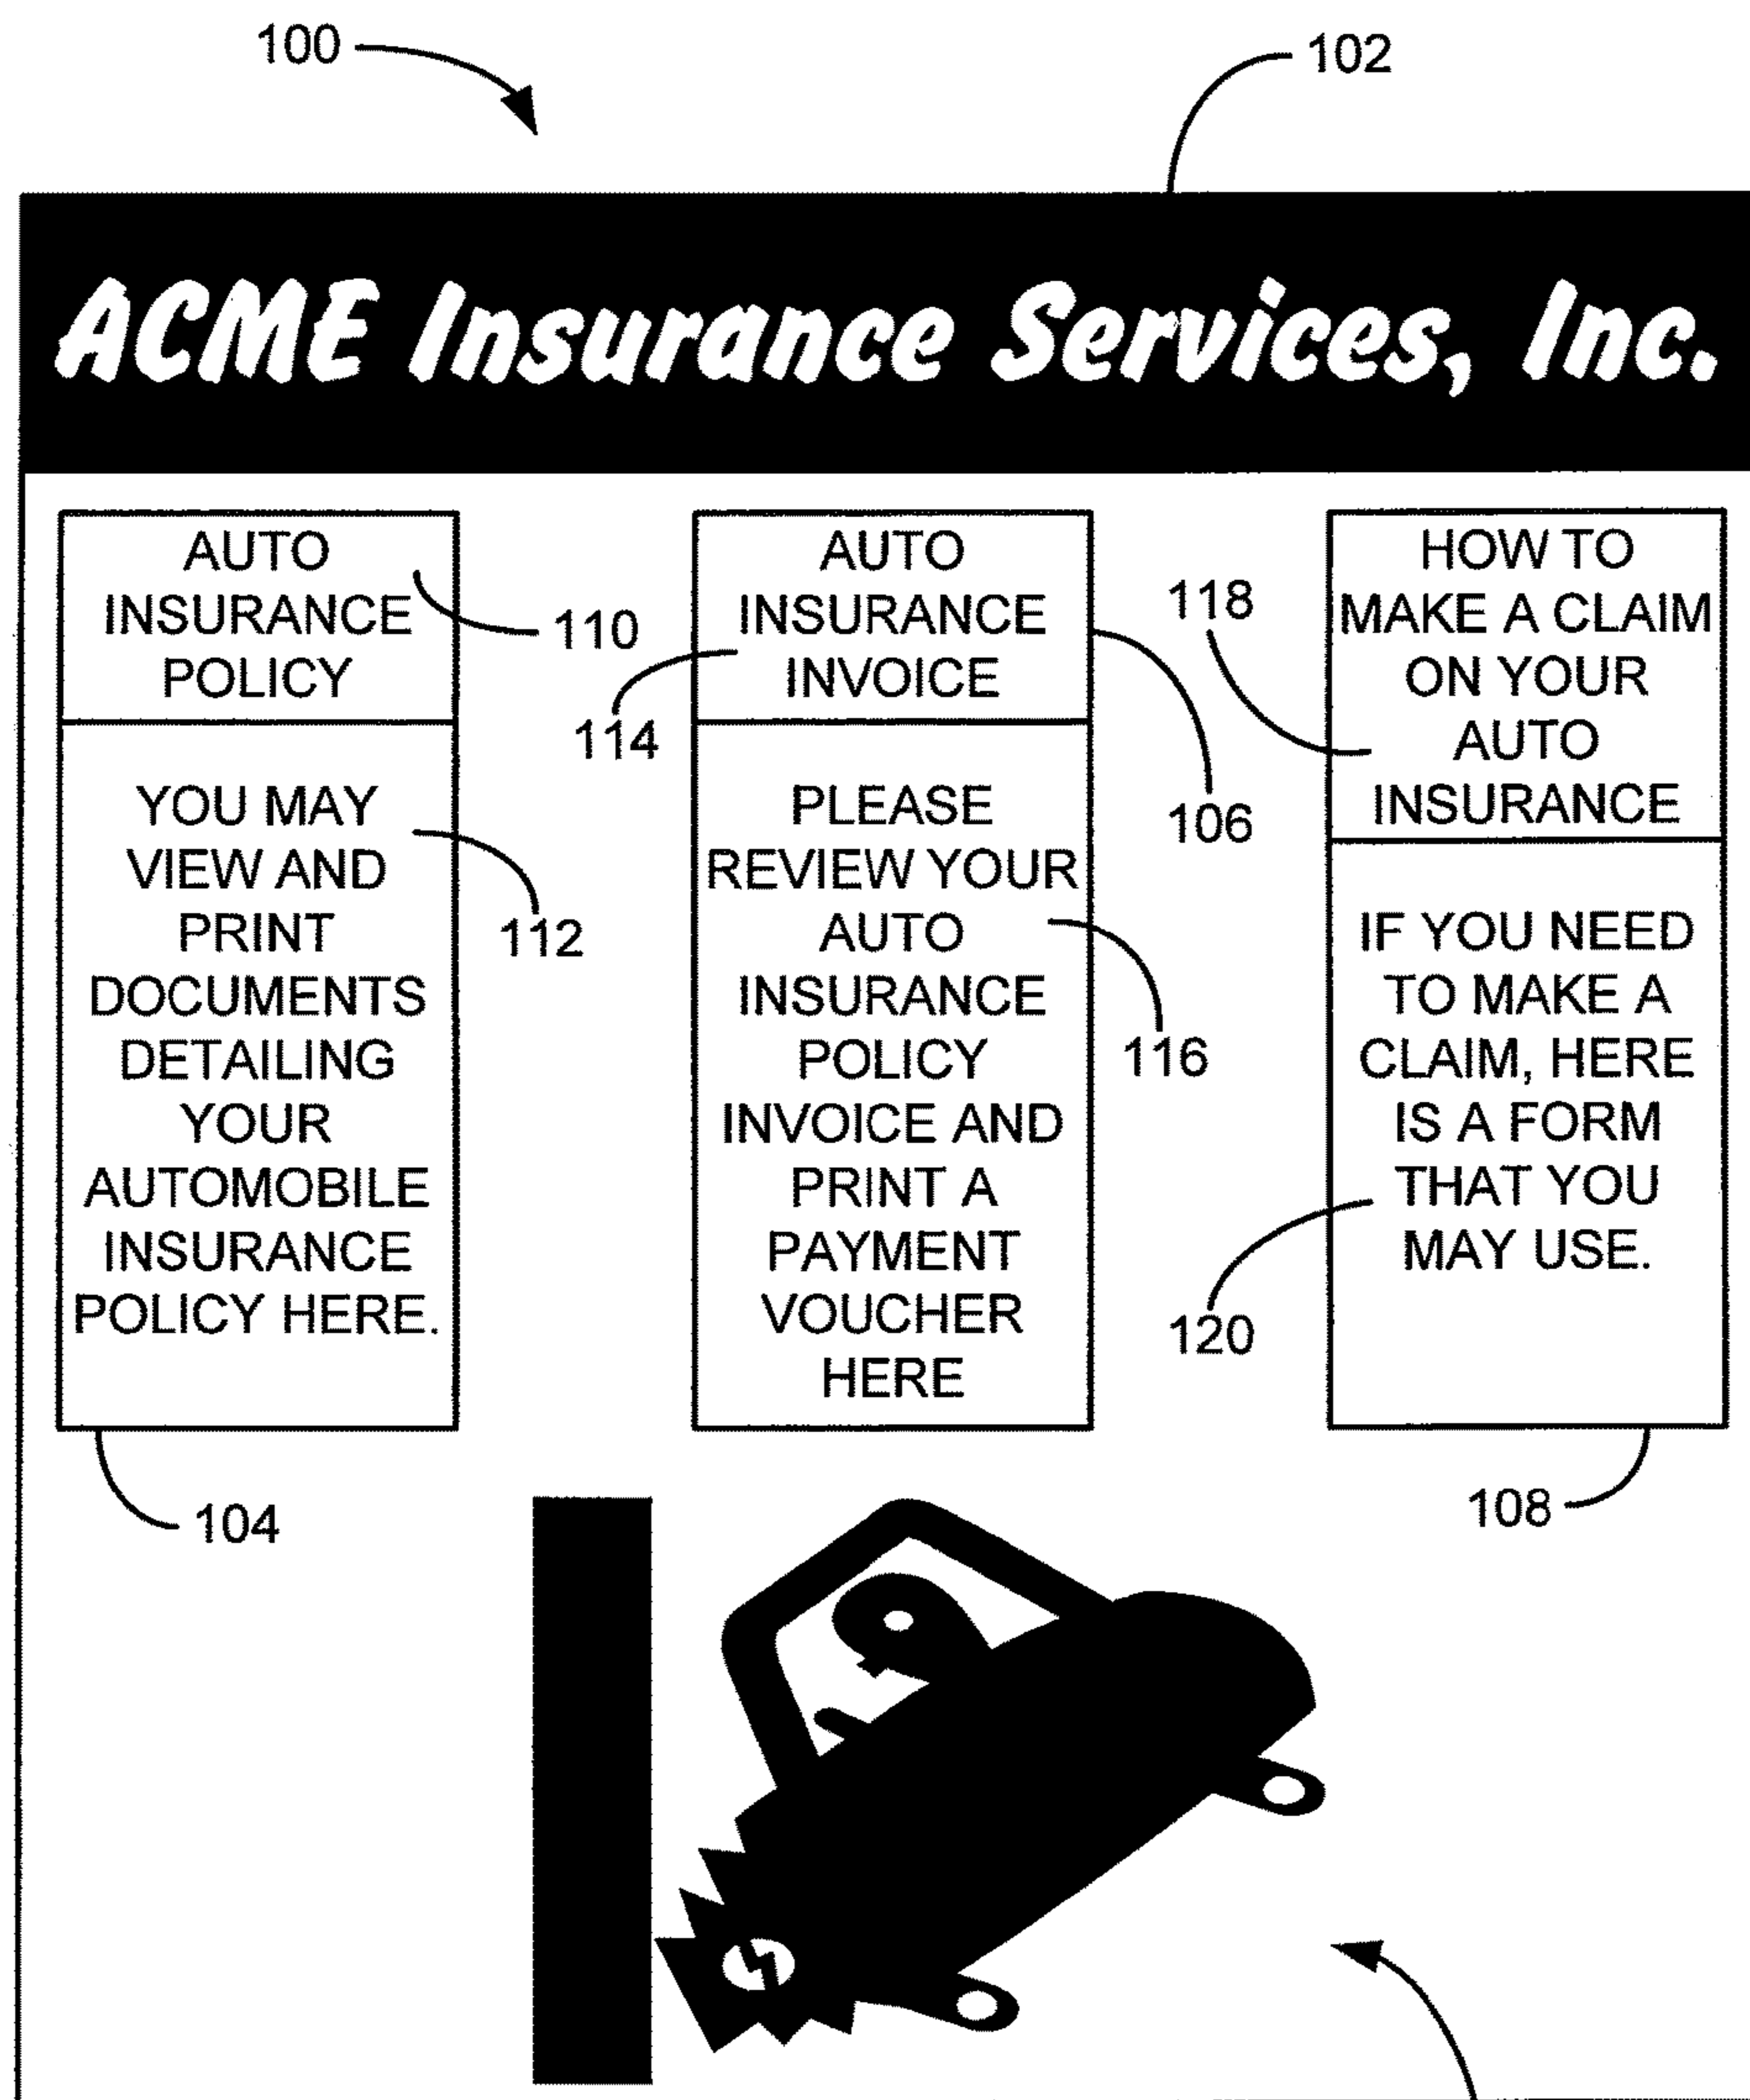 100
102
ACME Insurance Services, Inc.
AUTO
INSURANCE
POLICY
110
YOU MAY
VIEW AND
PRINT
DOCUMENTS
DETAILING
YOUR
AUTOMOBILE
INSURANCE
POLICY HERE.
112
104
AUTO
INSURANCE
INVOICE
114
106
PLEASE
REVIEW YOUR
AUTO
INSURANCE
POLICY
INVOICE AND
PRINT A
PAYMENT
VOUCHER
HERE
116
HOW TO
MAKE A CLAIM
ON YOUR
AUTO
INSURANCE
118
IF YOU NEED
TO MAKE A
CLAIM, HERE
IS A FORM
THAT YOU
MAY USE.
120
108